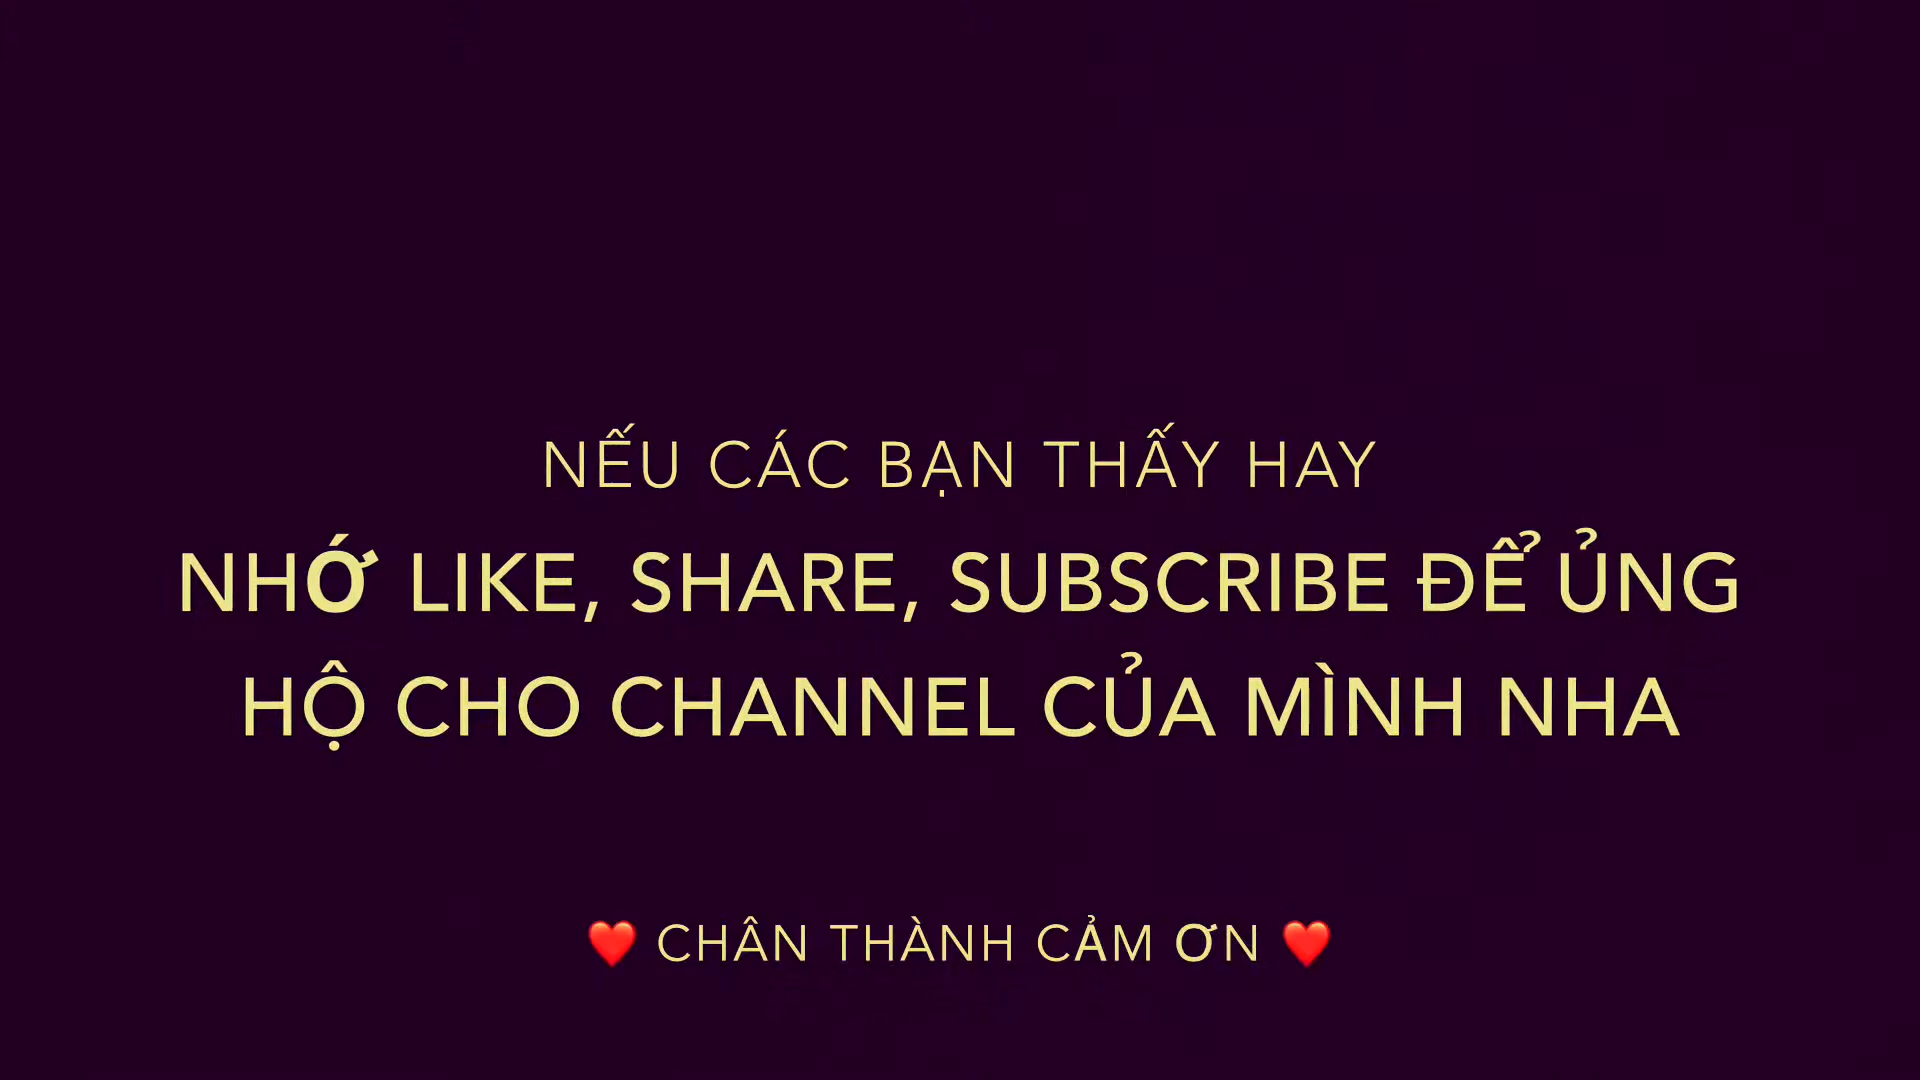 NẾU CÁC BẠN THẤY HAY
NHỚ LIKE, SHARE, SUBSCRIBE ĐỂ ỦNG
HỘ CHO CHANNEL CỦA MÌNH NHA
❤️ CHÂN THÀNH CẢM ƠN ❤️